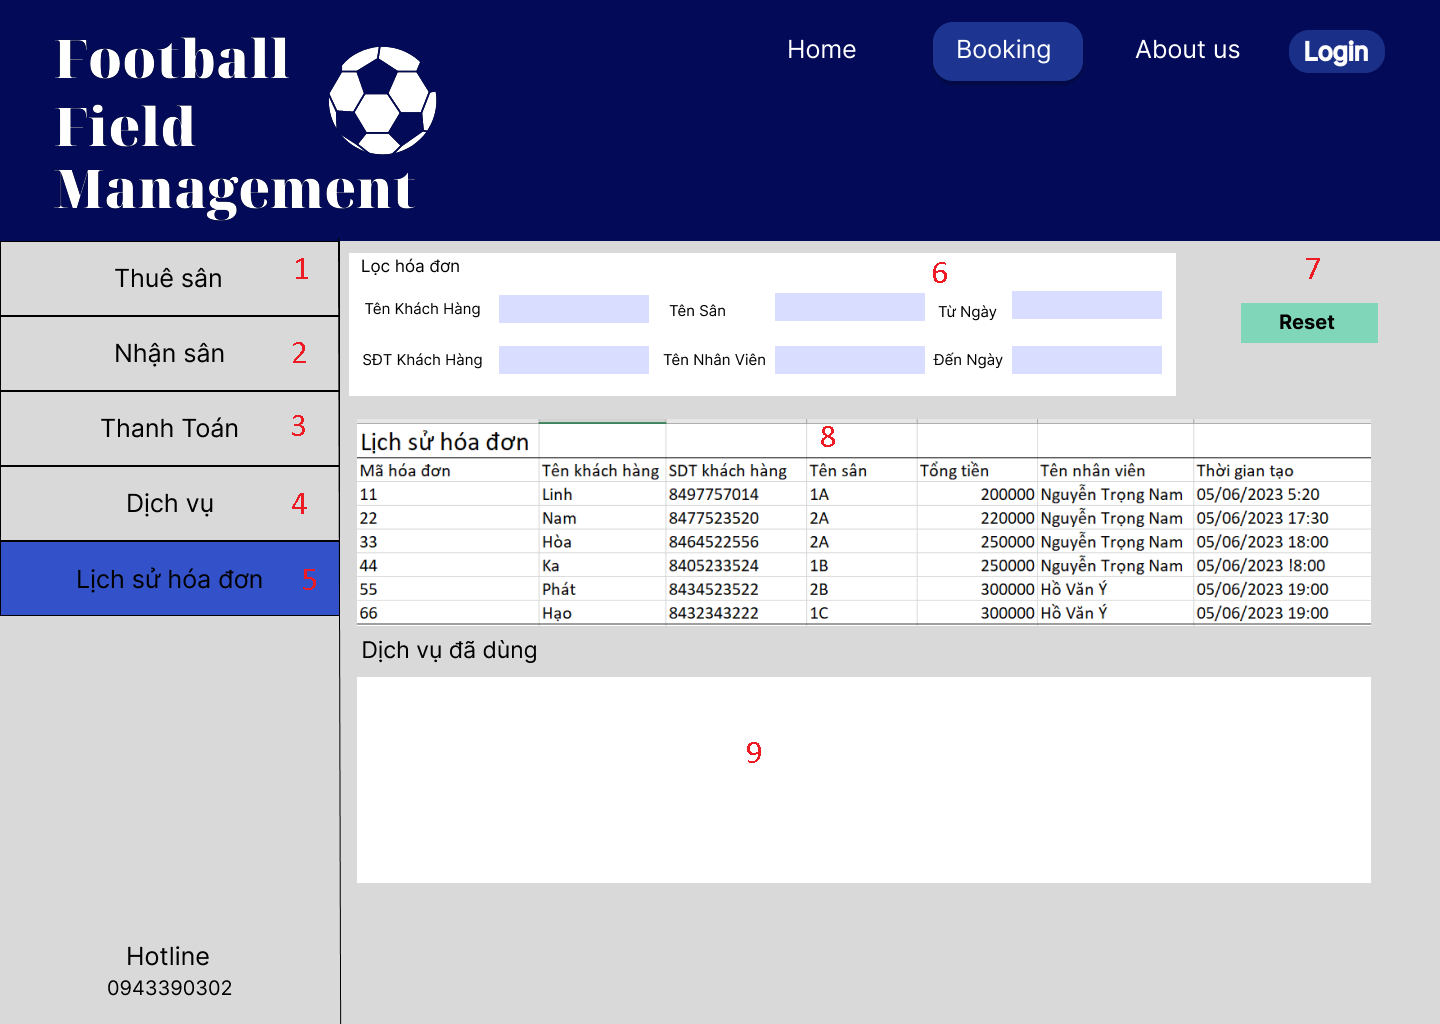 Football
Field
Management
Home Booking About us Login
Thuê sân 1
Nhận sân 2
Thanh Toán 3
Dịch vụ 4
Lịch sử hóa đơn 5
Hotline
0943390302
Lọc hóa đơn 6
Tên Khách Hàng Tên Sân Từ Ngày
SĐT Khách Hàng Tên Nhân Viên Đến Ngày
7
Reset
Lịch sử hóa đơn 8
Mã hóa đơn Tên khách hàng SDT khách hàng Tên sân Tổng tiền Tên nhân viên Thời gian tạo
11 Linh 8497757014 1A 200000 Nguyễn Trọng Nam 05/06/2023 5:20
22 Nam 8477523520 2A 220000 Nguyễn Trọng Nam 05/06/2023 17:30
33 Hòa 8464522556 2A 250000 Nguyễn Trọng Nam 05/06/2023 18:00
44 Ka 8405233524 1B 250000 Nguyễn Trọng Nam 05/06/2023 !8:00
55 Phát 8434523522 2B 300000 Hồ Văn Ý 05/06/2023 19:00
66 Hạo 8432343222 1C 300000 Hồ Văn Ý 05/06/2023 19:00
Dịch vụ đã dùng
9